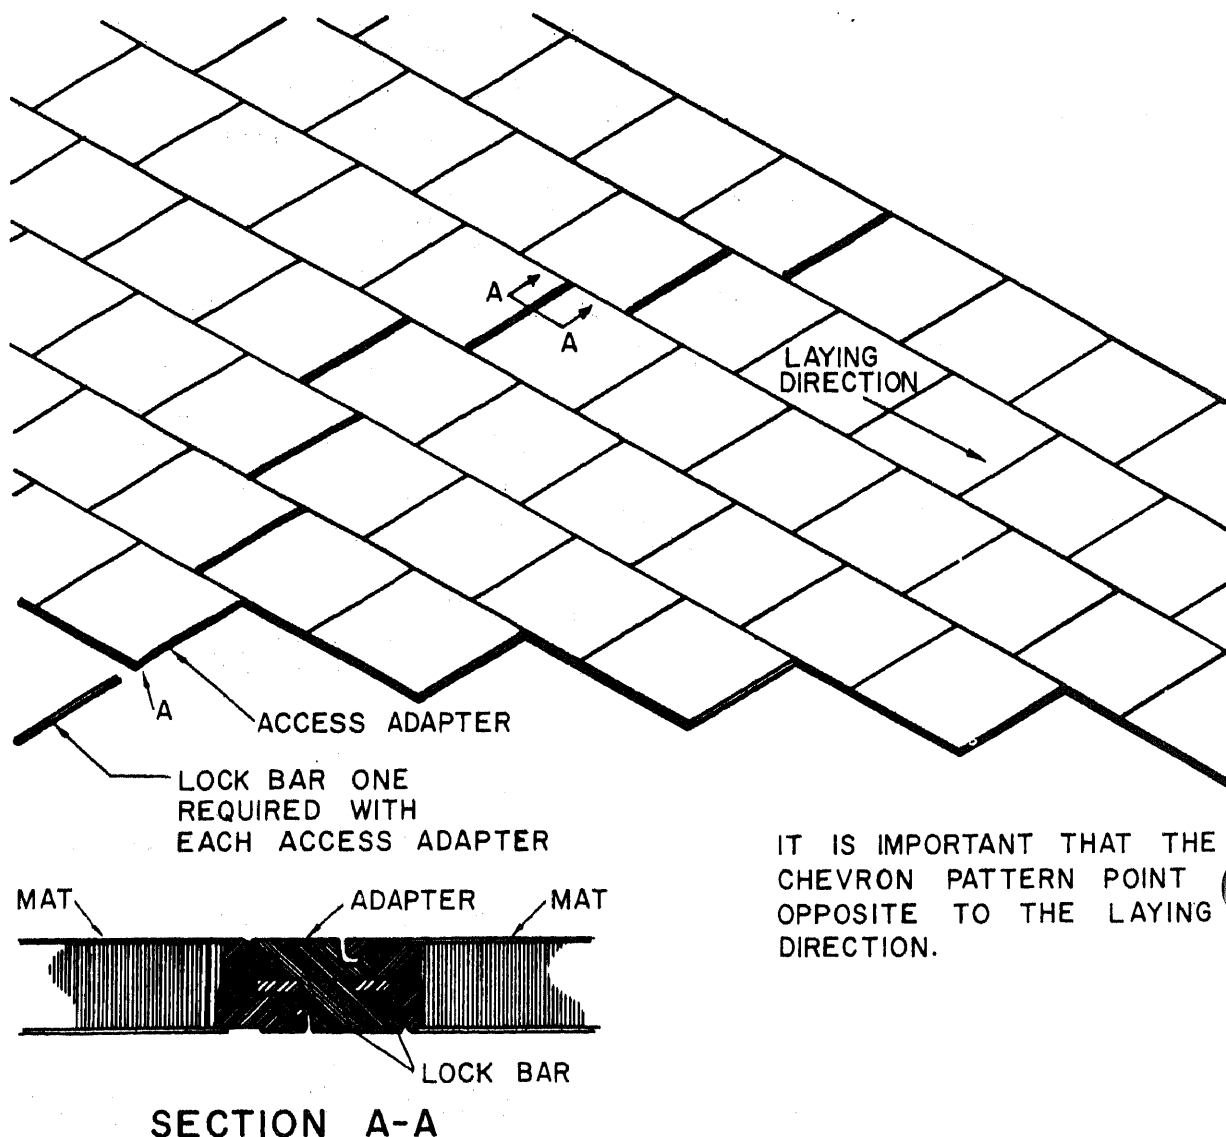 A
A
LAYING
DIRECTION
A
ACCESS ADAPTER
LOCK BAR ONE
REQUIRED WITH
EACH ACCESS ADAPTER
IT IS IMPORTANT THAT THE
CHEVRON PATTERN POINT
OPPOSITE TO THE LAYING
DIRECTION.
MAT
ADAPTER
MAT
LOCK BAR
SECTION A-A